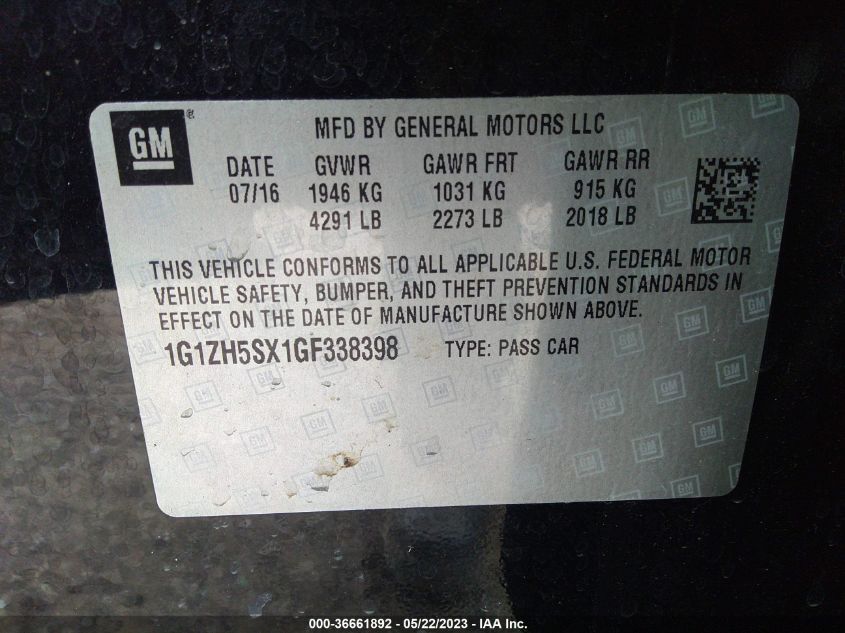 GM®
MFD BY GENERAL MOTORS LLC
DATE GVWR GAWR FRT GAWR RR
07/16 1946 KG 1031 KG 915 KG
4291 LB 2273 LB 2018 LB
THIS VEHICLE CONFORMS TO ALL APPLICABLE U.S. FEDERAL MOTOR
VEHICLE SAFETY, BUMPER, AND THEFT PREVENTION STANDARDS IN
EFFECT ON THE DATE OF MANUFACTURE SHOWN ABOVE.
1G1ZH5SX1GF338398 TYPE: PASS CAR
000-36661892 - 05/22/2023 - IAA Inc.